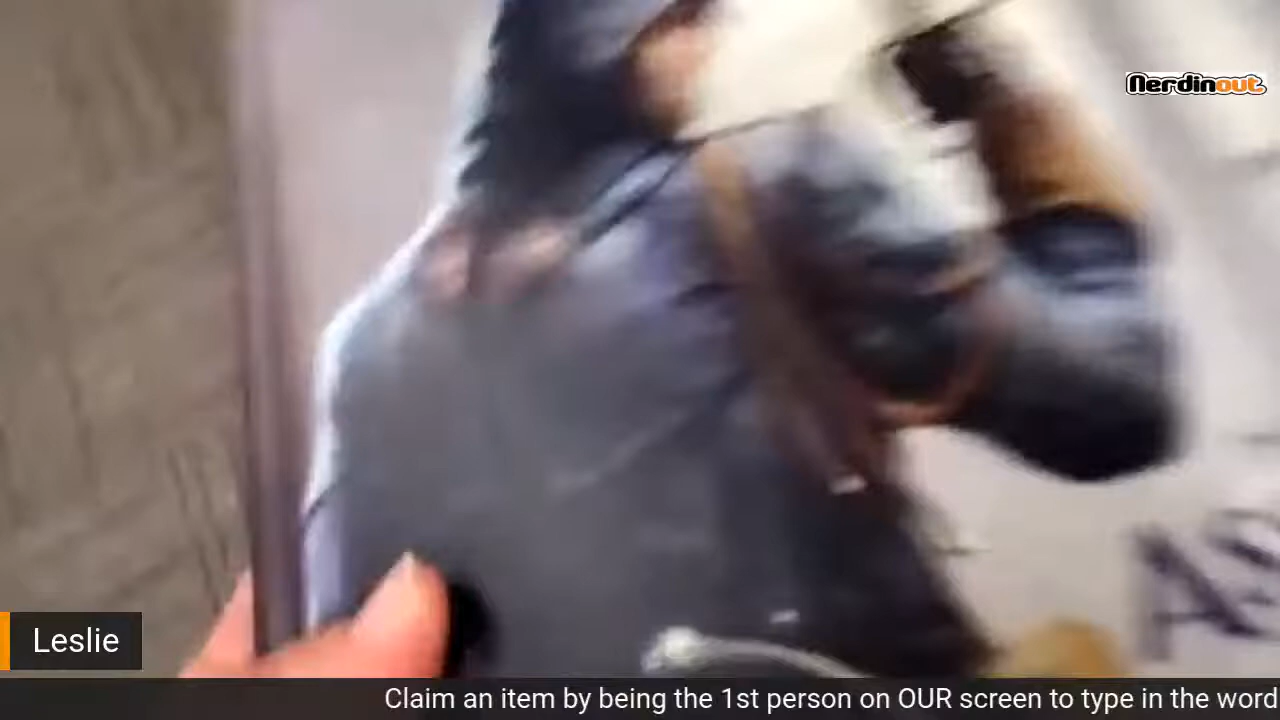 Nerdinout
Leslie
Claim an item by being the 1st person on OUR screen to type in the word